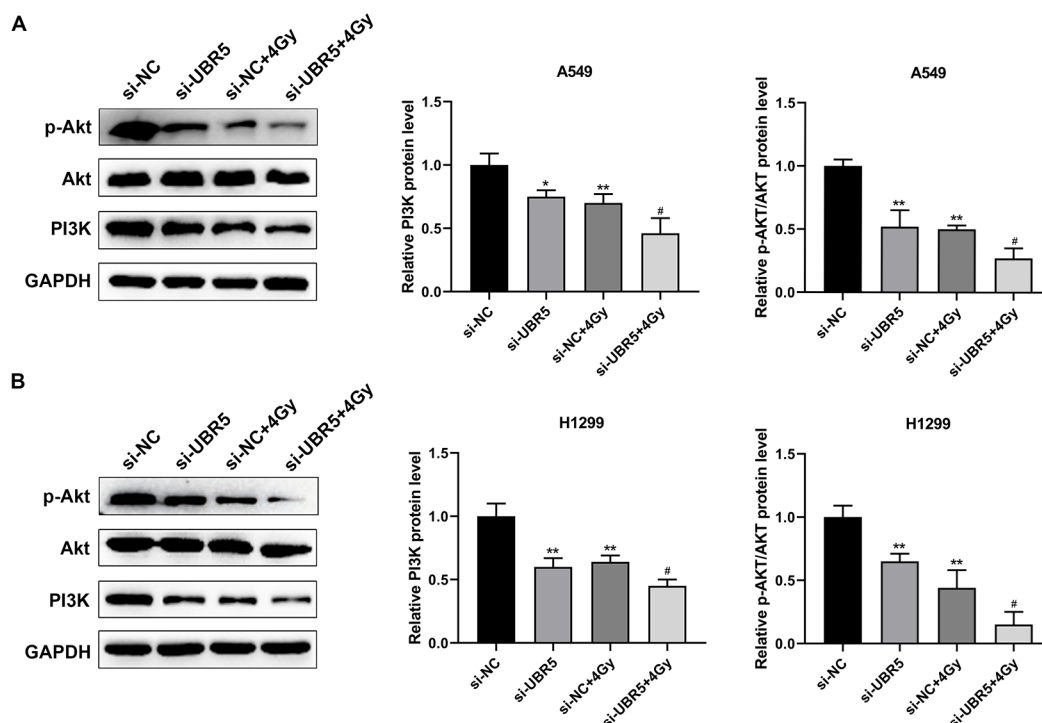 A
si-NC
si-UBR5
si-NC+4Gy
si-UBR5+4Gy
p-Akt
Akt
PI3K
GAPDH
A549
Relative PI3K protein level
1.5
1.0
0.5
0.0
*
**
#
si-NC
si-UBR5
si-NC+4Gy
si-UBR5+4Gy
A549
Relative p-AKT/AKT protein level
1.5
1.0
0.5
0.0
**
**
#
si-NC
si-UBR5
si-NC+4Gy
si-UBR5+4Gy
B
si-NC
si-UBR5
si-NC+4Gy
si-UBR5+4Gy
p-Akt
Akt
PI3K
GAPDH
H1299
Relative PI3K protein level
1.5
1.0
0.5
0.0
**
**
#
si-NC
si-UBR5
si-NC+4Gy
si-UBR5+4Gy
H1299
Relative p-AKT/AKT protein level
1.5
1.0
0.5
0.0
**
**
#
si-NC
si-UBR5
si-NC+4Gy
si-UBR5+4Gy